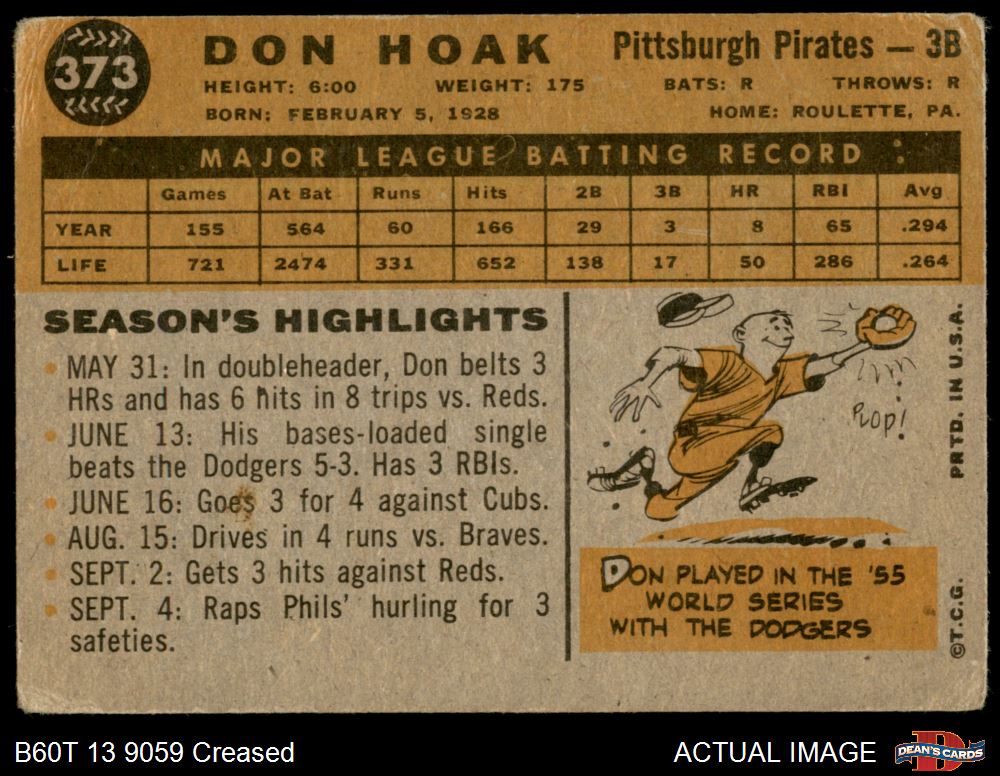 373
DON HOAK Pittsburgh Pirates — 3B
HEIGHT: 6:00 WEIGHT: 175 BATS: R THROWS: R
BORN: FEBRUARY 5, 1928 HOME: ROULETTE, PA.
MAJOR LEAGUE BATTING RECORD
Games At Bat Runs Hits 2B 3B HR RBI Avg
YEAR 155 564 60 166 29 3 8 65 .294
LIFE 721 2474 331 652 138 17 50 286 .264
SEASON'S HIGHLIGHTS
• MAY 31: In doubleheader, Don belts 3
HRs and has 6 hits in 8 trips vs. Reds.
• JUNE 13: His bases-loaded single
beats the Dodgers 5-3. Has 3 RBIs.
• JUNE 16: Goes 3 for 4 against Cubs.
• AUG. 15: Drives in 4 runs vs. Braves.
• SEPT. 2: Gets 3 hits against Reds.
• SEPT. 4: Raps Phils' hurling for 3
safeties.
PLOP!
DON PLAYED IN THE '55
WORLD SERIES
WITH THE DODGERS
©T.C.G. PRTD. IN U.S.A.
B60T 13 9059 Creased ACTUAL IMAGE
DEAN'S CARDS